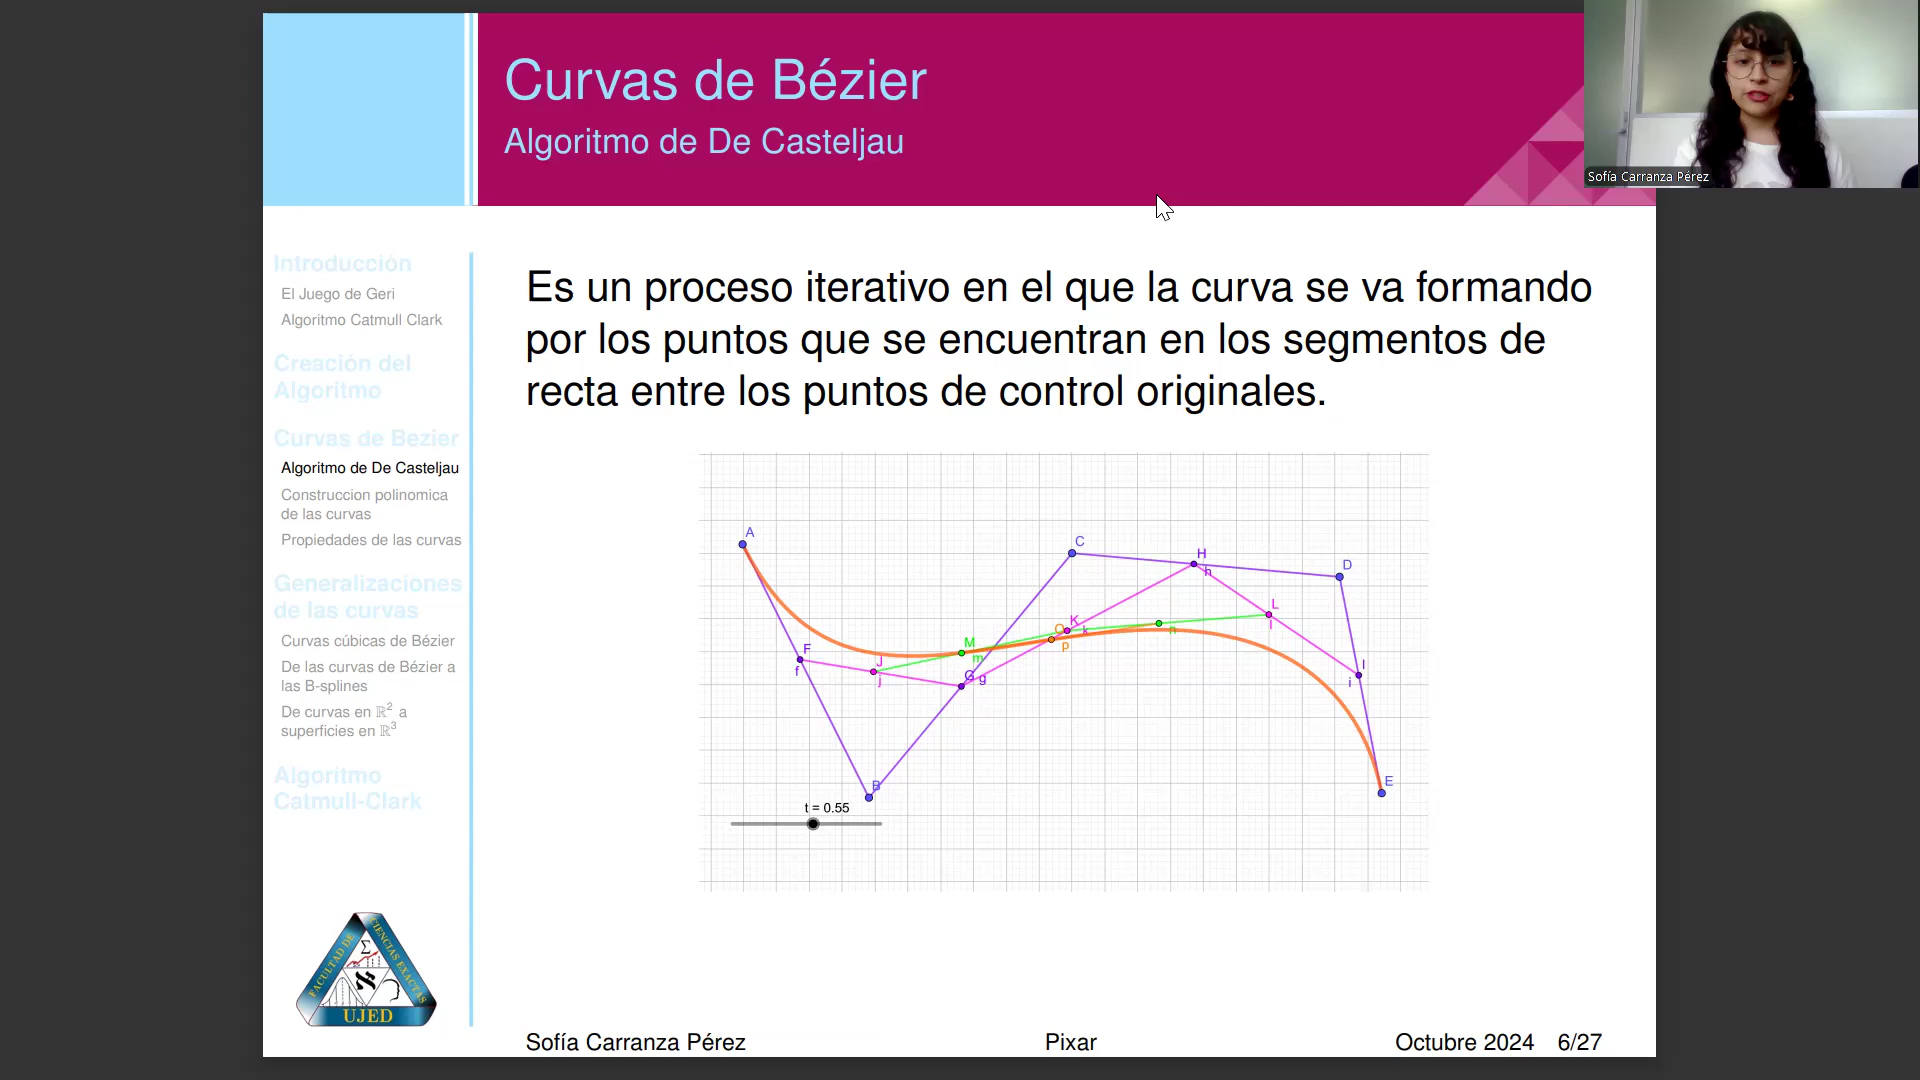 Curvas de Bézier
Algoritmo de De Casteljau
Sofía Carranza Pérez
Introducción
El Juego de Geri
Algoritmo Catmull Clark
Creación del
Algoritmo
Curvas de Bezier
Algoritmo de De Casteljau
Construccion polinomica
de las curvas
Propiedades de las curvas
Generalizaciones
de las curvas
Curvas cúbicas de Bézier
De las curvas de Bézier a
las B-splines
De curvas en ℝ² a
superficies en ℝ³
Algoritmo
Catmull-Clark
FACULTAD DE
CIENCIAS EXACTAS
Σ
UJED
Es un proceso iterativo en el que la curva se va formando
por los puntos que se encuentran en los segmentos de
recta entre los puntos de control originales.
A
C
H
h
D
L
l
K
k
O
p
n
M
m
F
f
J
j
G g
I
i
B
E
t = 0.55
Sofía Carranza Pérez Pixar Octubre 2024 6/27